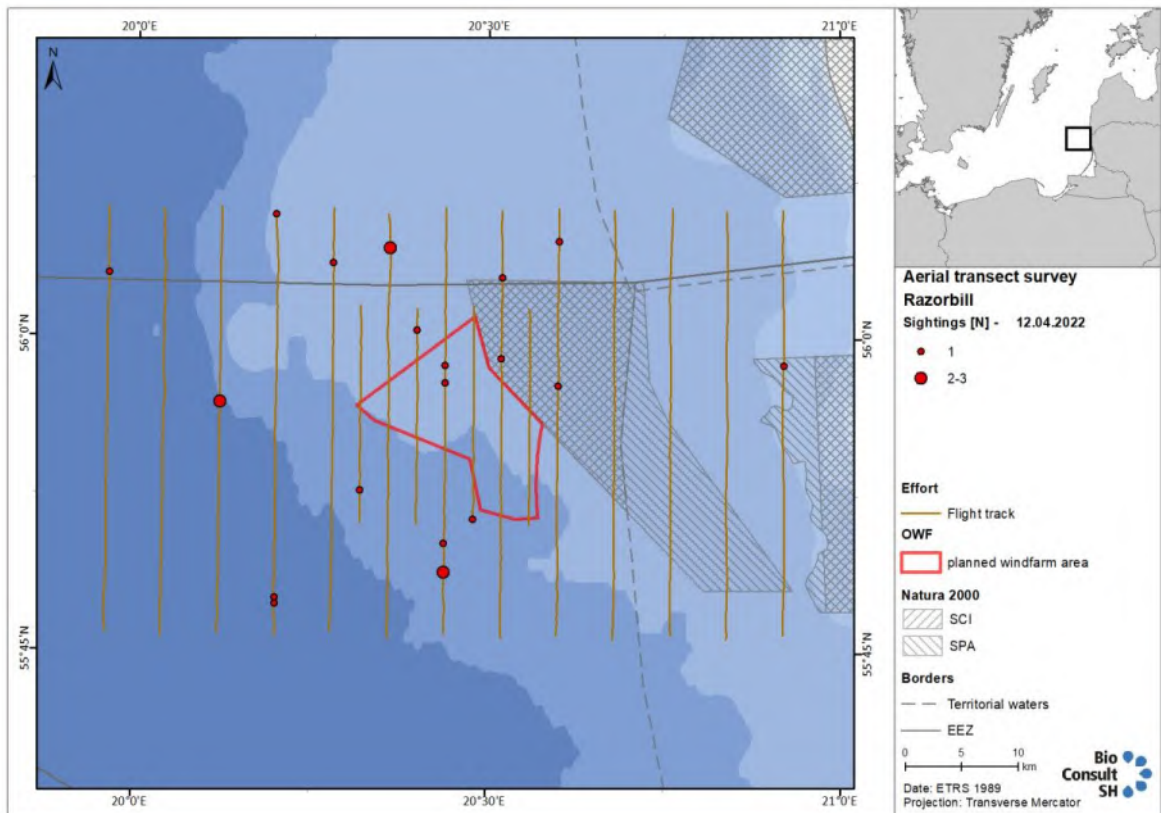 20°0'E
20°30'E
21°0'E
N
56°0'N
56°0'N
55°45'N
55°45'N
20°0'E
20°30'E
21°0'E
Aerial transect survey
Razorbill
Sightings [N] - 12.04.2022
1
2-3
Effort
Flight track
OWF
planned windfarm area
Natura 2000
SCI
SPA
Borders
Territorial waters
EEZ
0 5 10
km
Date: ETRS 1989
Projection: Transverse Mercator
Bio
Consult
SH